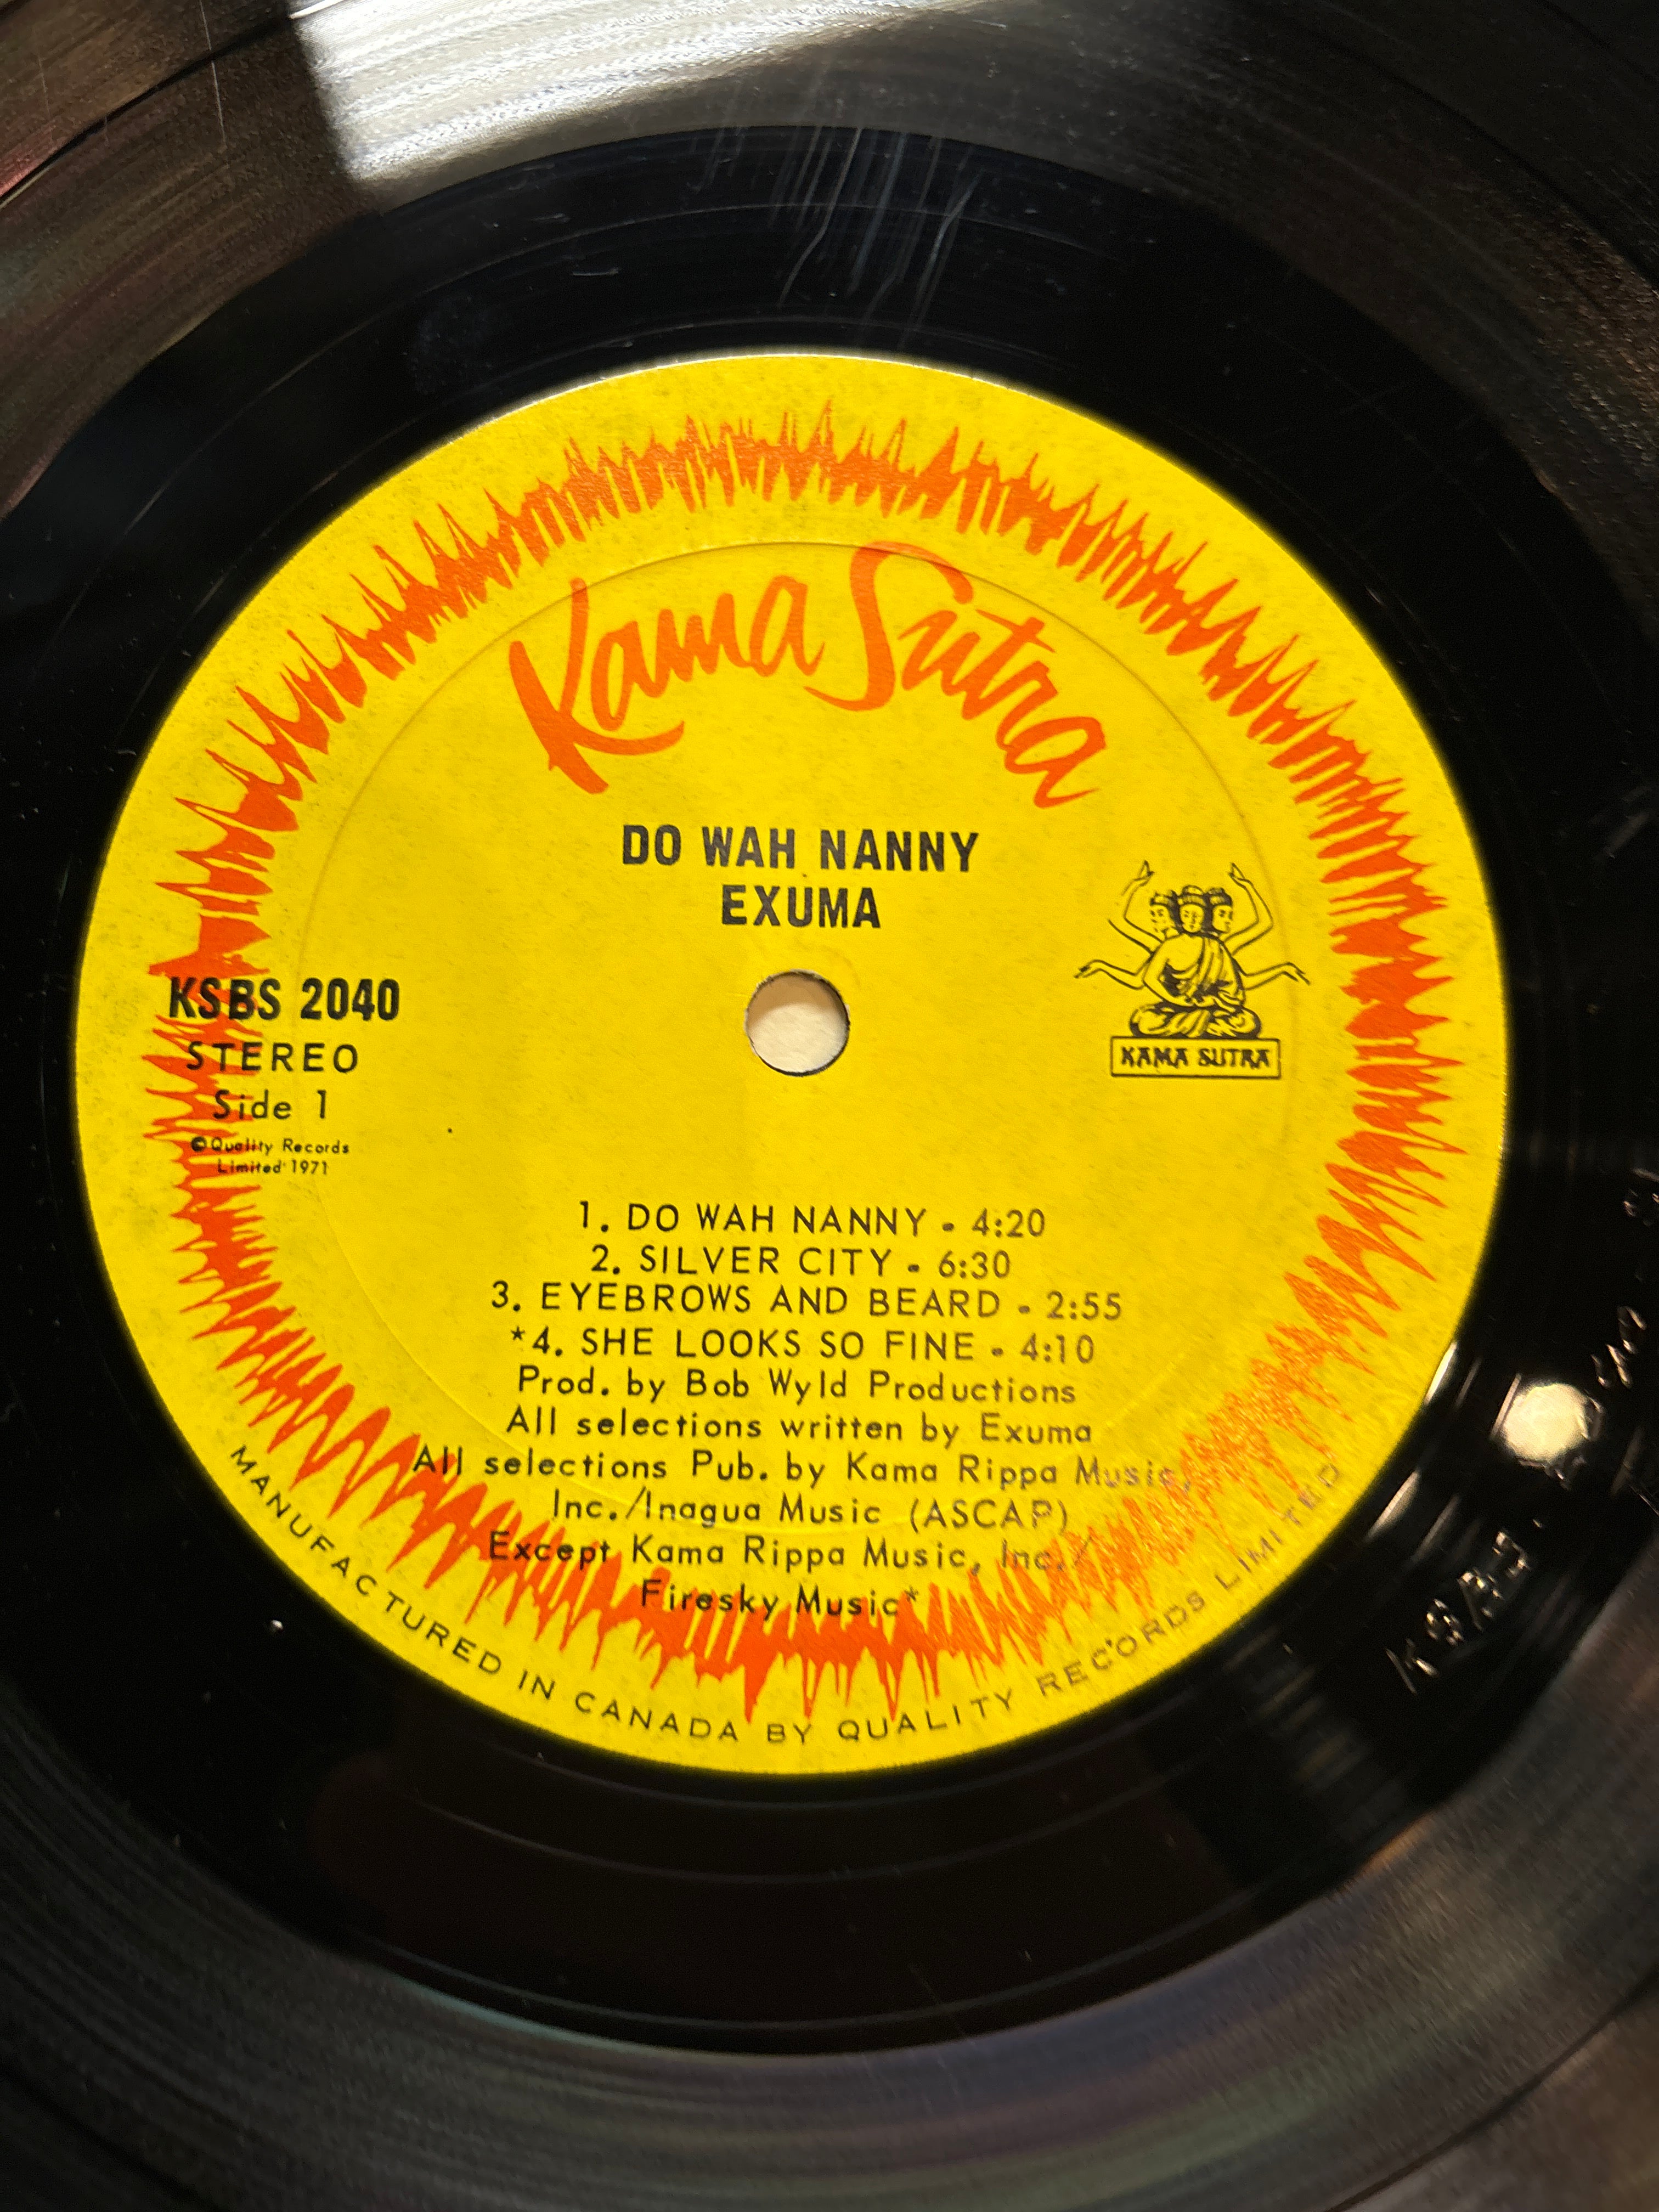 Kama Sutra
DO WAH NANNY
EXUMA
KSBS 2040
STEREO
Side 1
©Quality Records
Limited 1971
KAMA SUTRA
1. DO WAH NANNY - 4:20
2. SILVER CITY - 6:30
3. EYEBROWS AND BEARD - 2:55
*4. SHE LOOKS SO FINE - 4:10
Prod. by Bob Wyld Productions
All selections written by Exuma
All selections Pub. by Kama Rippa Music,
Inc./Inagua Music (ASCAP)
Except Kama Rippa Music, Inc./
Firesky Music*
MANUFACTURED IN CANADA BY QUALITY RECORDS LIMITED